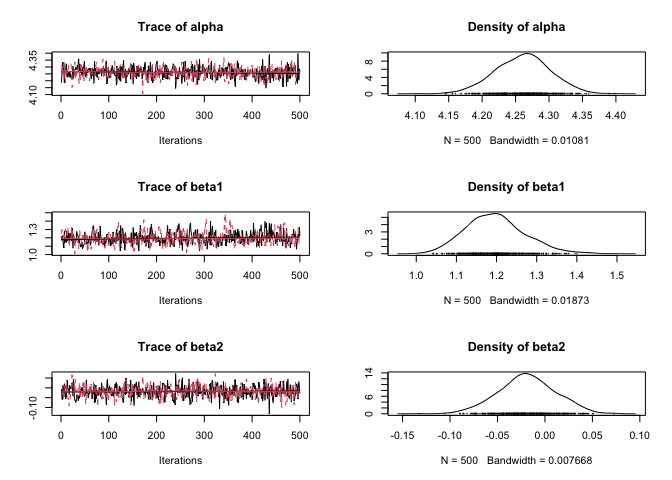 Trace of alpha
4.10 4.35
0 100 200 300 400 500
Iterations
Density of alpha
0 4 8
4.10 4.15 4.20 4.25 4.30 4.35 4.40
N = 500 Bandwidth = 0.01081
Trace of beta1
1.0 1.3
0 100 200 300 400 500
Iterations
Density of beta1
0 3
1.0 1.1 1.2 1.3 1.4 1.5
N = 500 Bandwidth = 0.01873
Trace of beta2
-0.10
0 100 200 300 400 500
Iterations
Density of beta2
0 6 14
-0.15 -0.10 -0.05 0.00 0.05 0.10
N = 500 Bandwidth = 0.007668